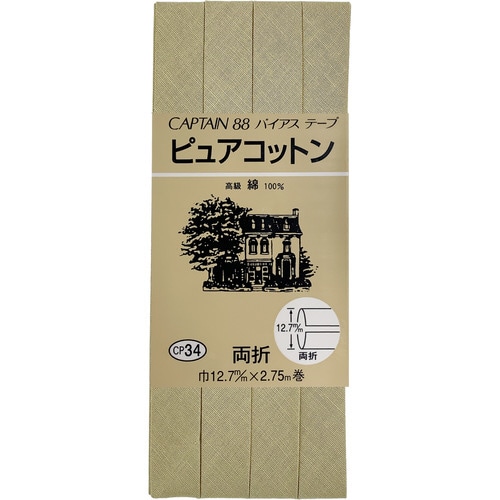 CAPTAIN 88 バイアス テープ
ピュアコットン
高級 綿 100%
12.7m/m
両折
CP34
両折
巾12.7m/m×2.75m巻